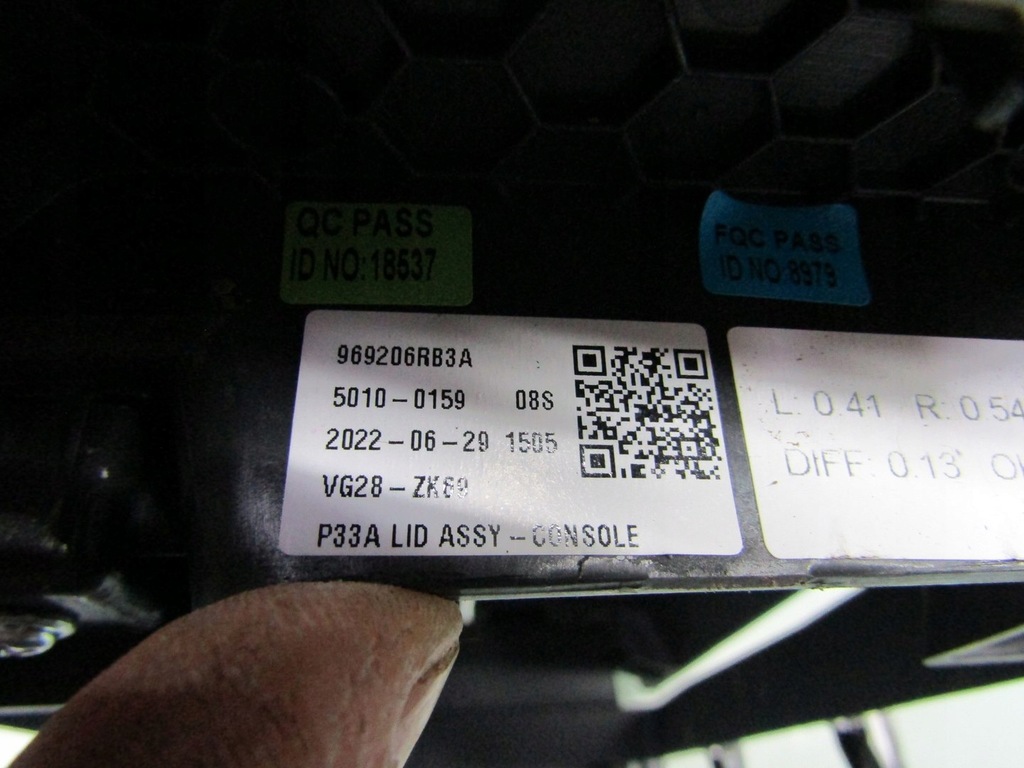 QC PASS
ID NO:18537
FQC PASS
ID NO:8979
969206RB3A
5010-0159 08S
2022-06-29 1505
VG28-ZK69
P33A LID ASSY-CONSOLE
L: 0.41 R: 0.54
DIFF: 0.13